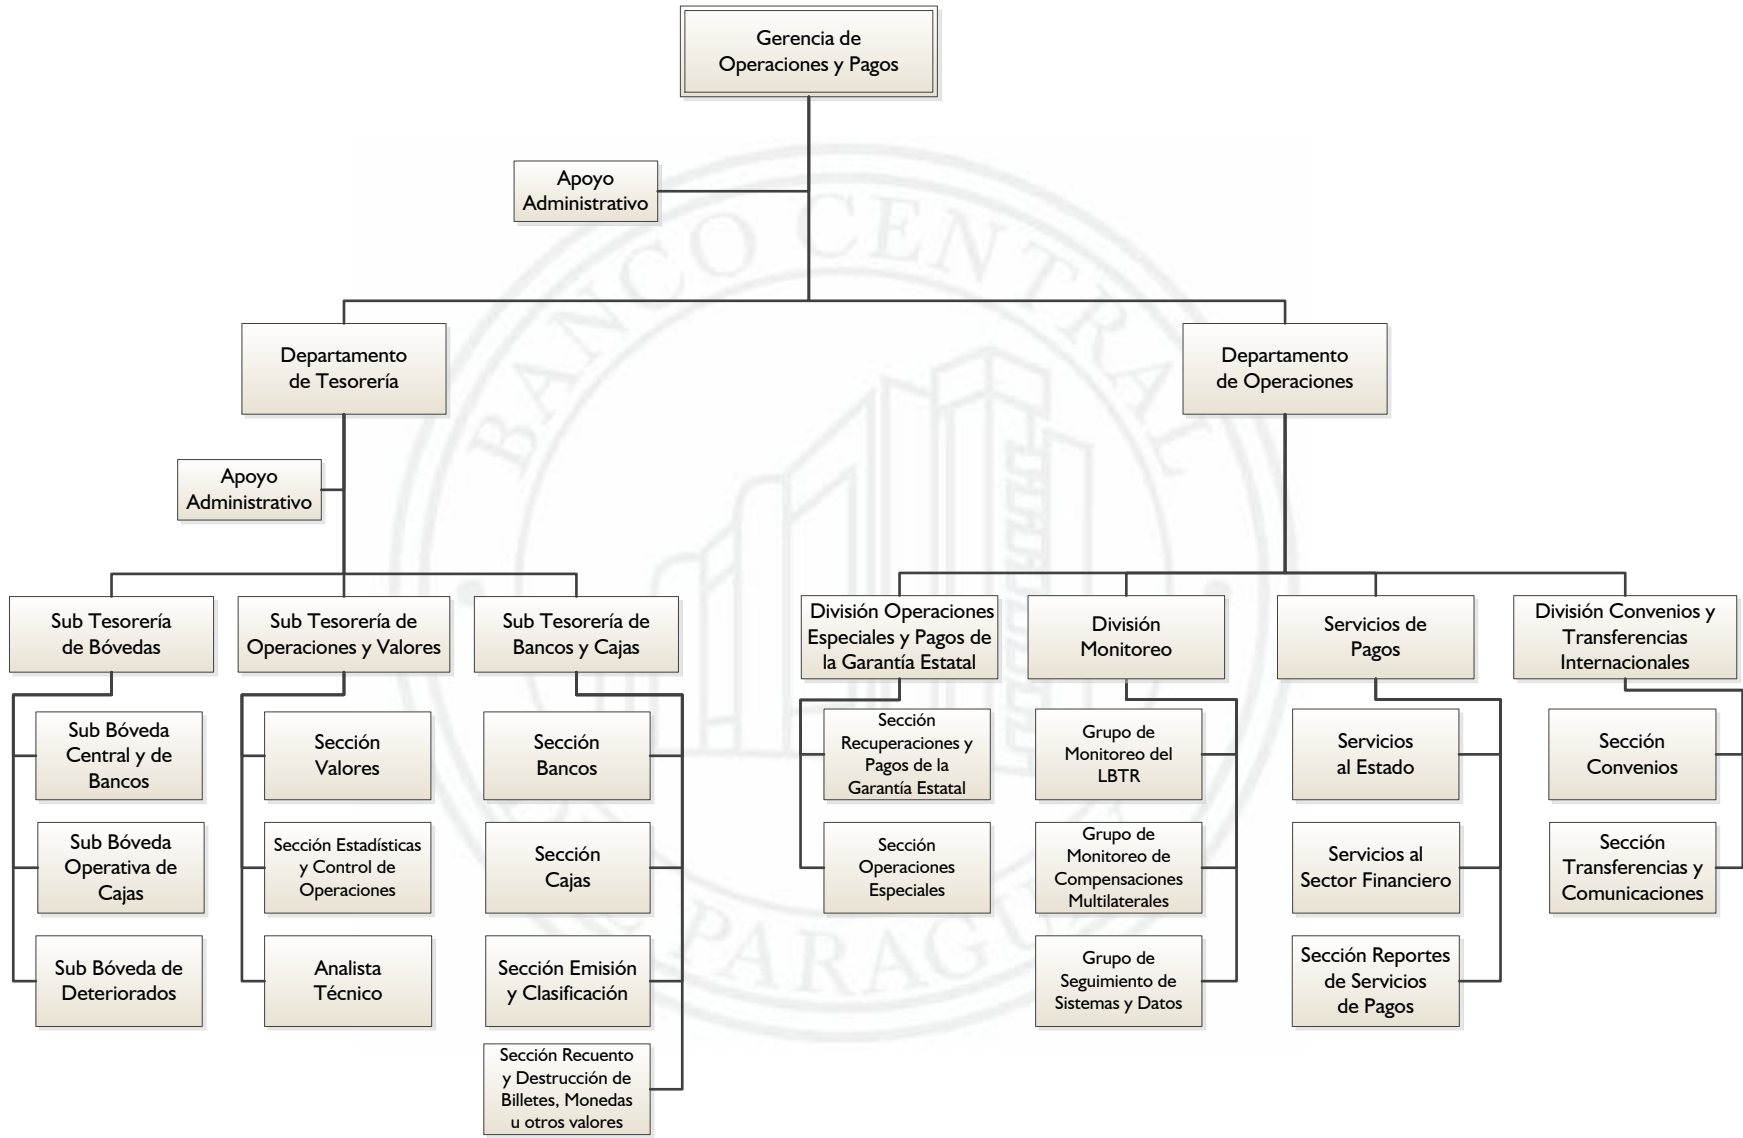 Gerencia de
Operaciones y Pagos
Apoyo
Administrativo
Departamento
de Tesorería
Departamento
de Operaciones
Apoyo
Administrativo
Sub Tesorería
de Bóvedas
Sub Tesorería de
Operaciones y Valores
Sub Tesorería de
Bancos y Cajas
División Operaciones
Especiales y Pagos de
la Garantía Estatal
División
Monitoreo
Servicios de
Pagos
División Convenios y
Transferencias
Internacionales
Sub Bóveda
Central y de
Bancos
Sección
Valores
Sección
Bancos
Sección
Recuperaciones y
Pagos de la
Garantía Estatal
Grupo de
Monitoreo del
LBTR
Servicios
al Estado
Sección
Convenios
Sub Bóveda
Operativa de
Cajas
Sección Estadísticas
y Control de
Operaciones
Sección
Cajas
Sección
Operaciones
Especiales
Grupo de
Monitoreo de
Compensaciones
Multilaterales
Servicios al
Sector Financiero
Sección
Transferencias y
Comunicaciones
Sub Bóveda de
Deteriorados
Analista
Técnico
Sección Emisión
y Clasificación
Grupo de
Seguimiento de
Sistemas y Datos
Sección Reportes
de Servicios
de Pagos
Sección Recuento
y Destrucción de
Billetes, Monedas
u otros valores
BANCO CENTRAL